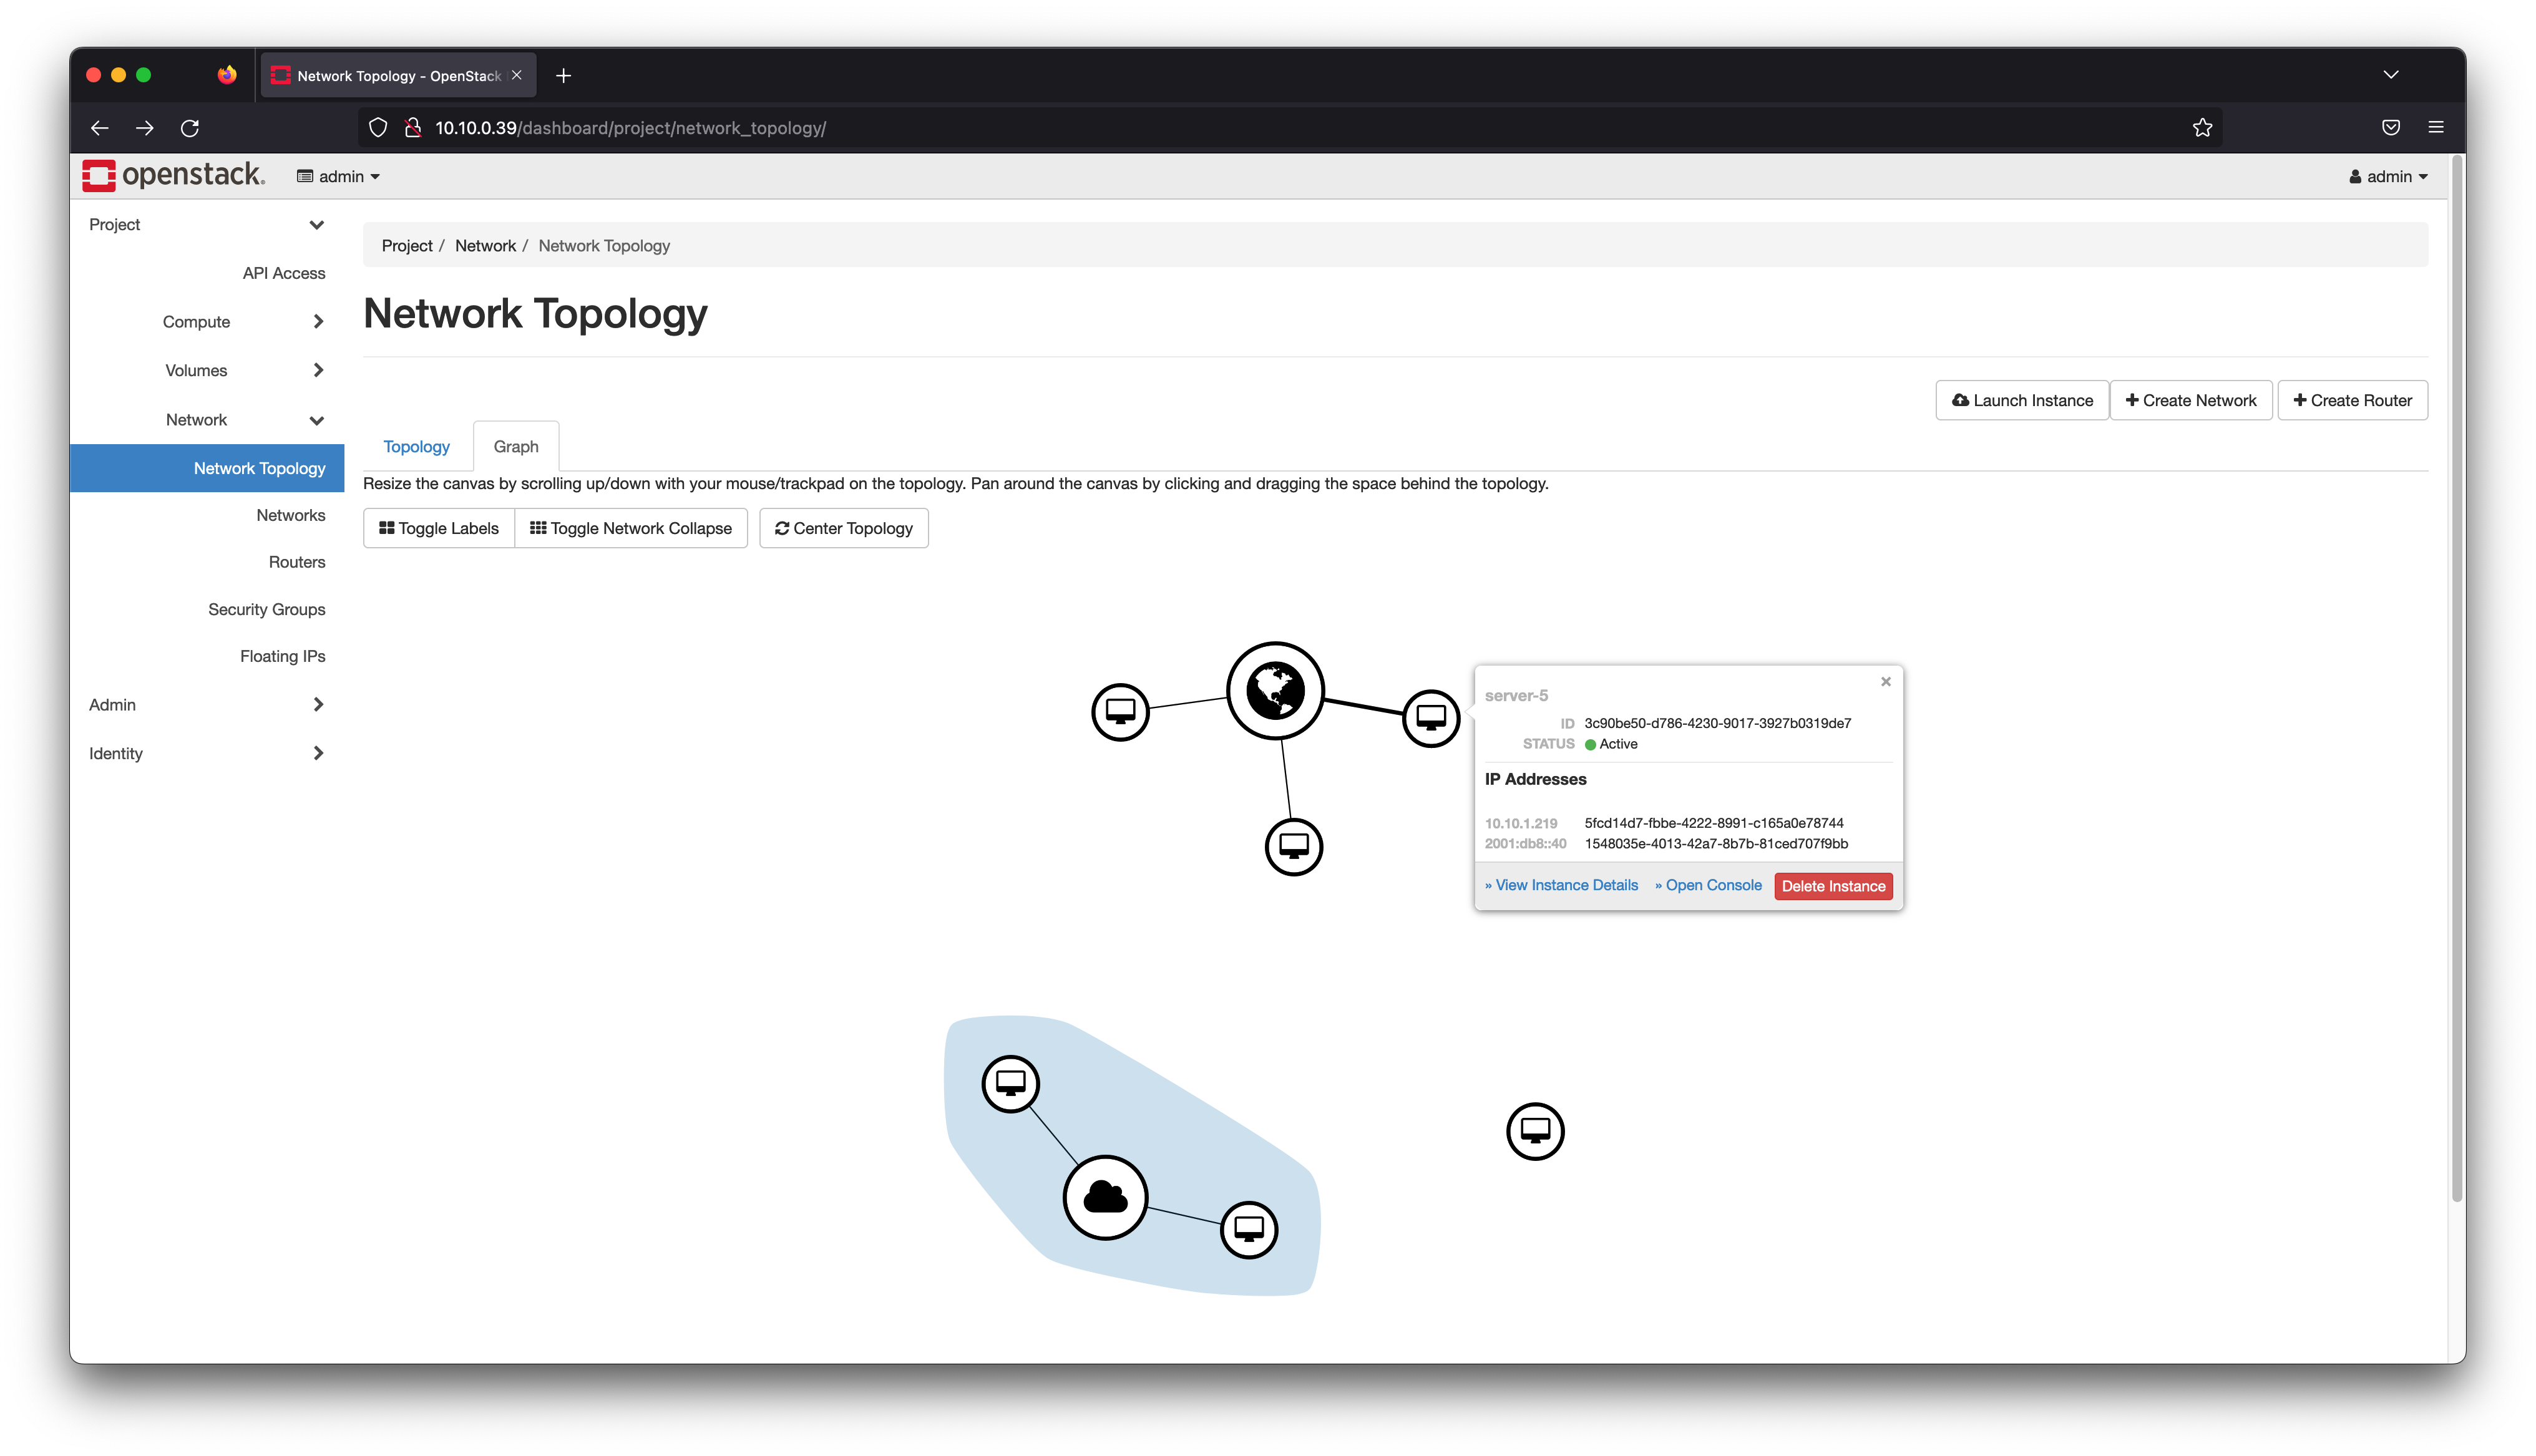 Network Topology - OpenStack
10.10.0.39/dashboard/project/network_topology/
openstack.
admin
admin
Project
API Access
Compute
Volumes
Network
Network Topology
Networks
Routers
Security Groups
Floating IPs
Admin
Identity
Project / Network / Network Topology
Network Topology
Launch Instance
+ Create Network
+ Create Router
Topology
Graph
Resize the canvas by scrolling up/down with your mouse/trackpad on the topology. Pan around the canvas by clicking and dragging the space behind the topology.
Toggle Labels
Toggle Network Collapse
Center Topology
server-5
ID 3c90be50-d786-4230-9017-3927b0319de7
STATUS Active
IP Addresses
10.10.1.219 5fcd14d7-fbbe-4222-8991-c165a0e78744
2001:db8::40 1548035e-4013-42a7-8b7b-81ced707f9bb
» View Instance Details » Open Console Delete Instance